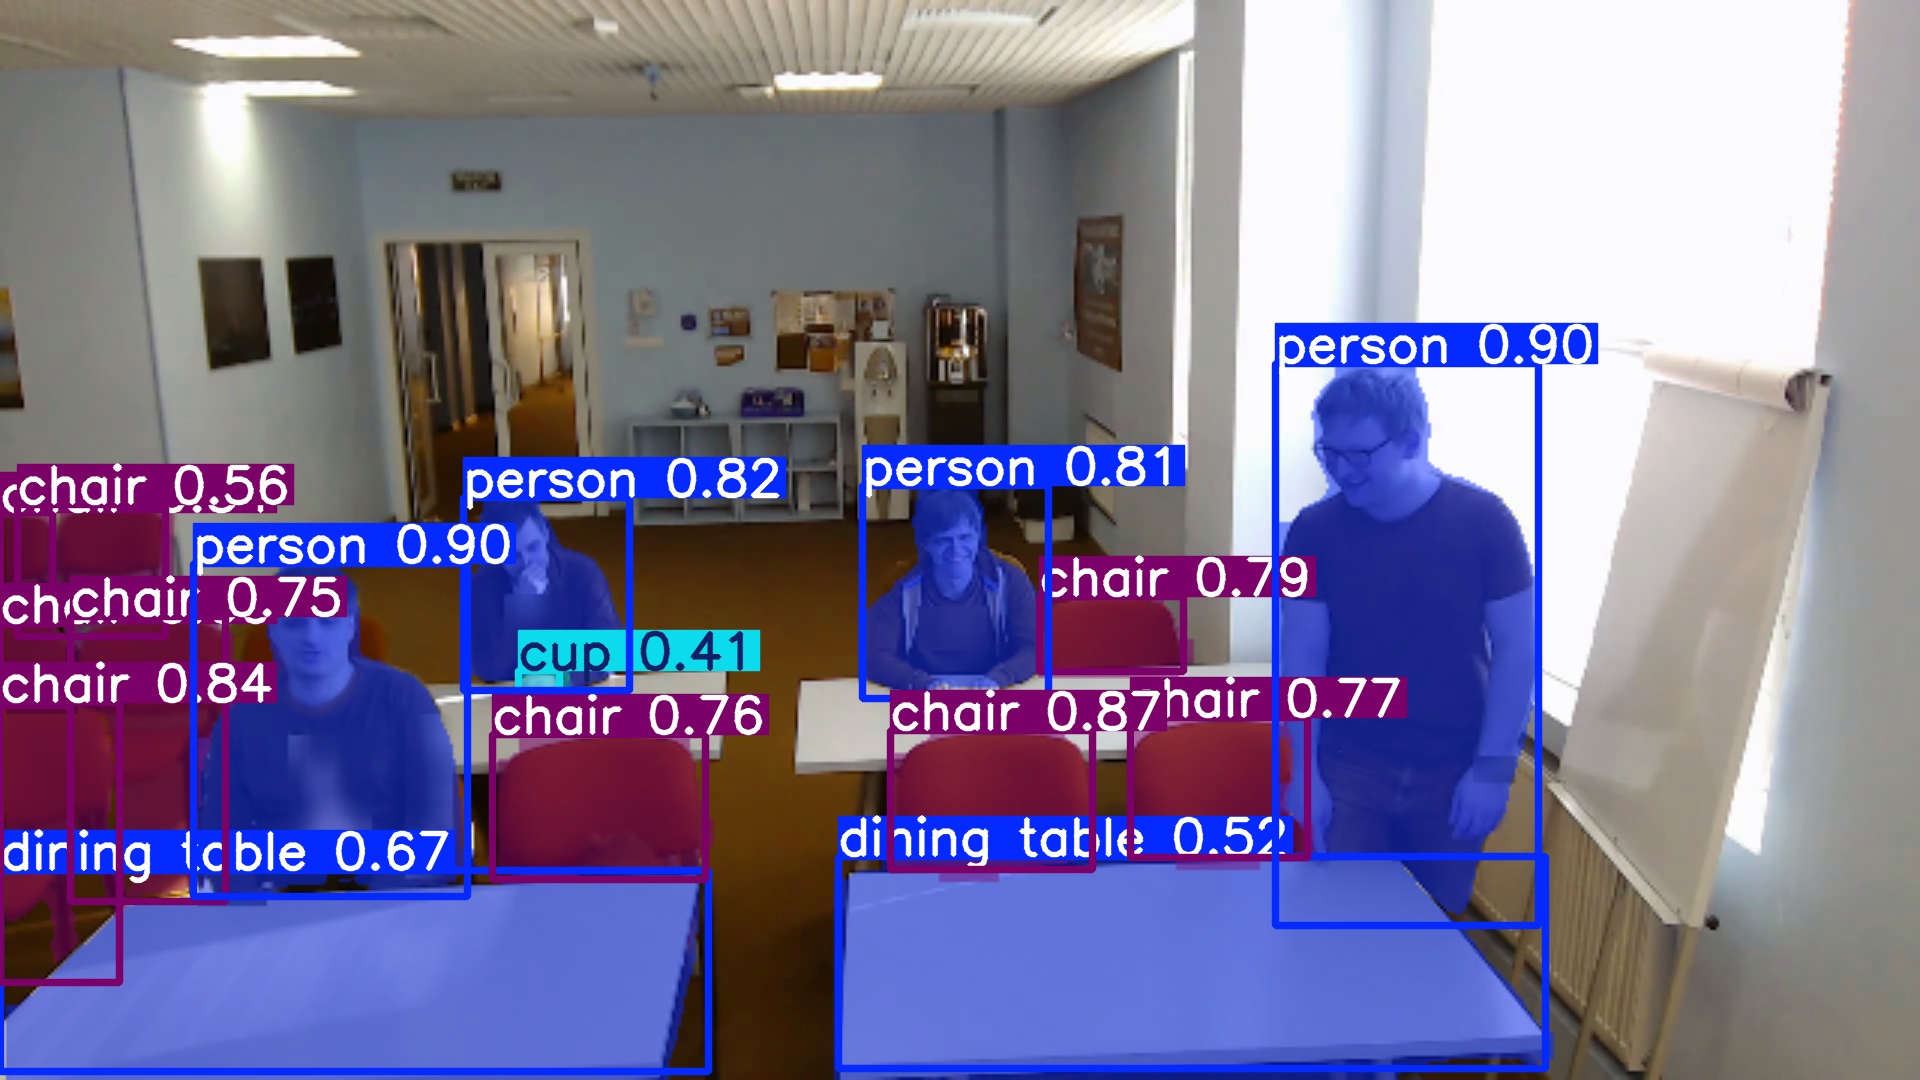 person 0.90
person 0.82
person 0.81
chair 0.56
person 0.90
chair 0.79
chair 0.75
cup 0.41
chair 0.84
chair 0.76
chair 0.87
hair 0.77
dining table 0.67
dining table 0.52